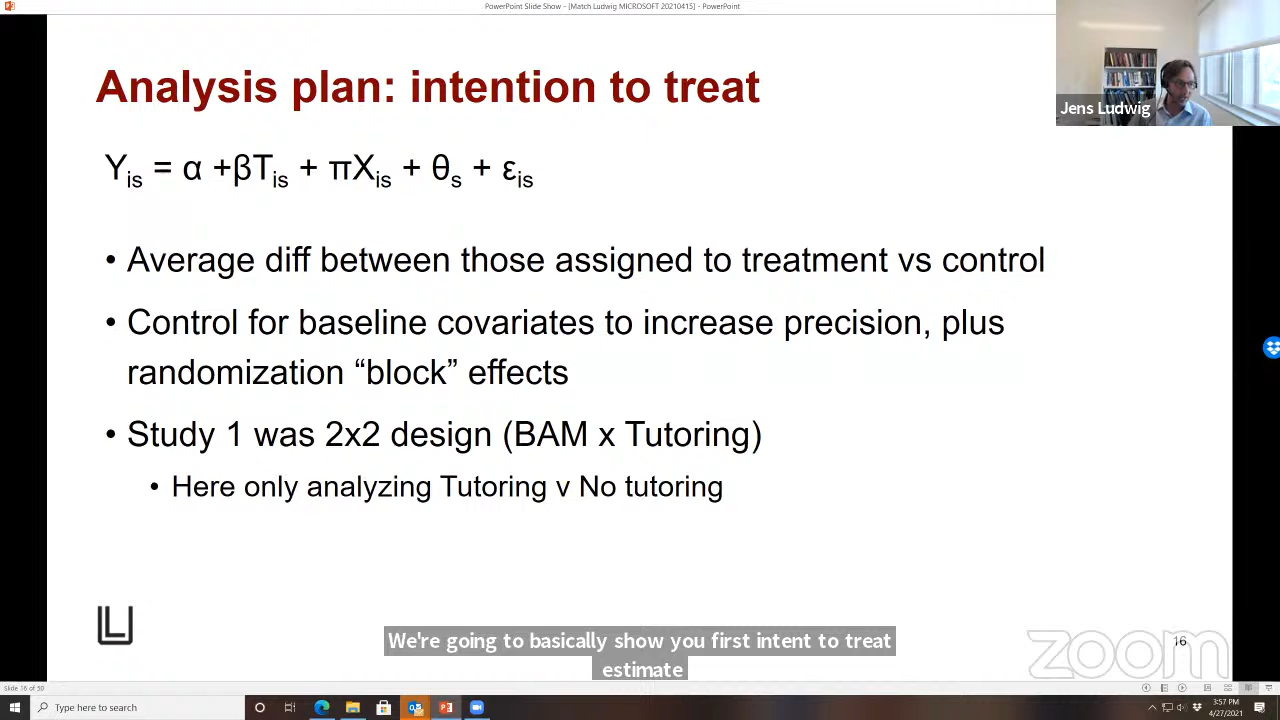 PowerPoint Slide Show - [Match Ludwig MICROSOFT 20210415] - PowerPoint
Analysis plan: intention to treat
Jens Ludwig
Yis = α +βTis + πXis + θs + εis
• Average diff between those assigned to treatment vs control
• Control for baseline covariates to increase precision, plus
randomization “block” effects
• Study 1 was 2x2 design (BAM x Tutoring)
• Here only analyzing Tutoring v No tutoring
We're going to basically show you first intent to treat
estimate
zoom
16
Slide 16 of 50
Type here to search
3:57 PM
4/27/2021